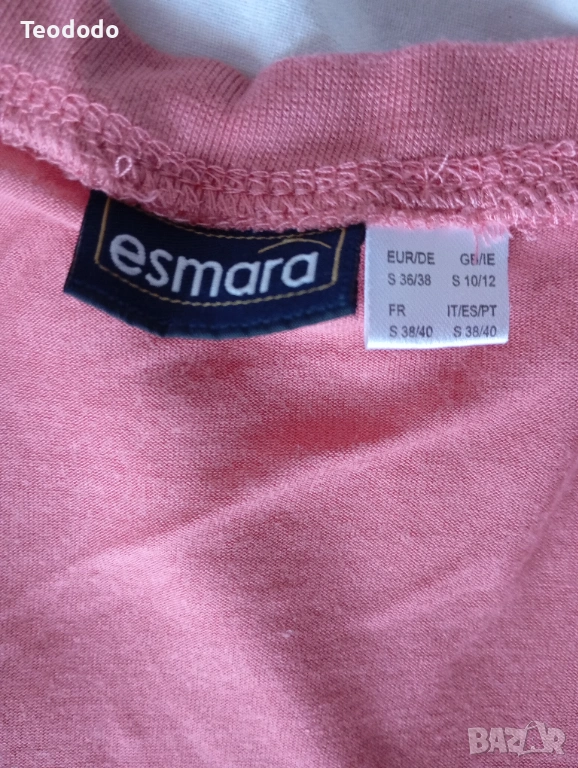 Teododo
esmara
EUR/DE GB/IE
S 36/38 S 10/12
FR IT/ES/PT
S 38/40 S 38/40
BAZAR